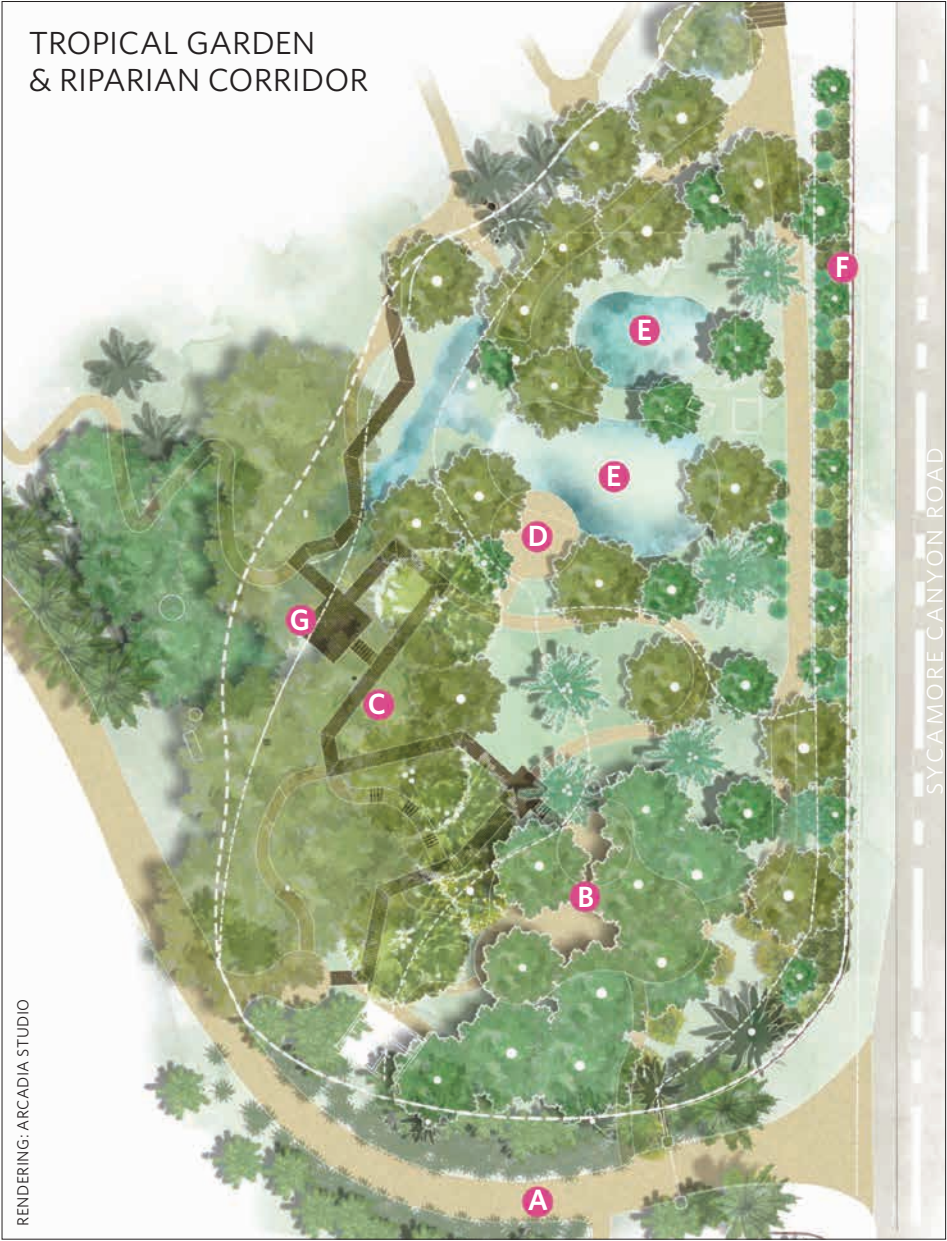 TROPICAL GARDEN
& RIPARIAN CORRIDOR
F
E
E
D
G
C
B
A
SYCAMORE CANYON ROAD
RENDERING: ARCADIA STUDIO